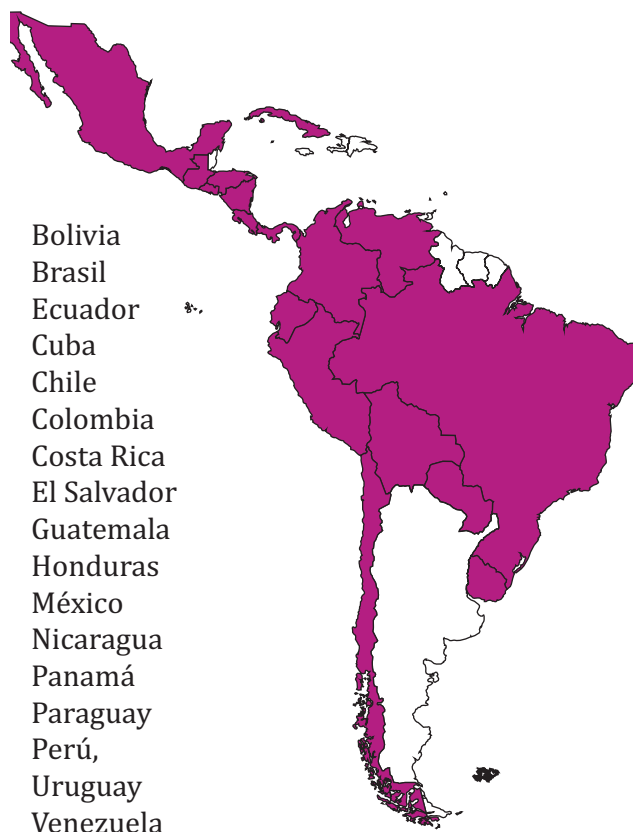 Bolivia
Brasil
Ecuador
Cuba
Chile
Colombia
Costa Rica
El Salvador
Guatemala
Honduras
México
Nicaragua
Panamá
Paraguay
Perú,
Uruguay
Venezuela